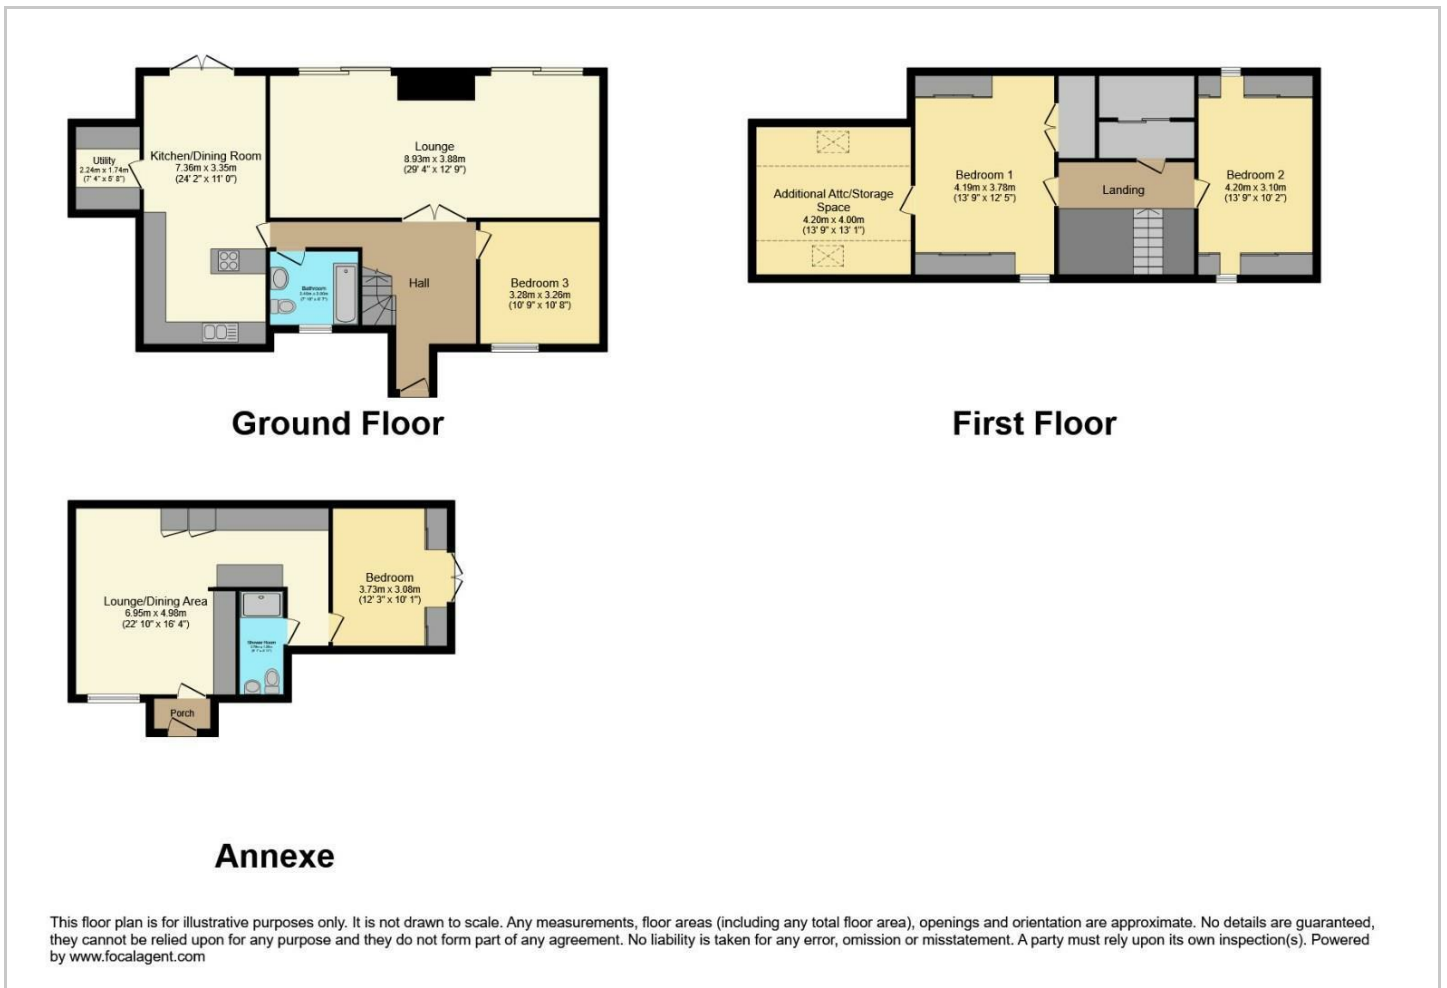 Utility
2.24m x 1.74m
(7' 4" x 5' 8")
Kitchen/Dining Room
7.36m x 3.35m
(24' 2" x 11' 0")
Lounge
8.93m x 3.88m
(29' 4" x 12' 9")
Bathroom
Hall
Bedroom 3
3.28m x 3.26m
(10' 9" x 10' 8")
Ground Floor
Additional Attc/Storage
Space
4.20m x 4.00m
(13' 9" x 13' 1")
Bedroom 1
4.19m x 3.78m
(13' 9" x 12' 5")
Landing
Bedroom 2
4.20m x 3.10m
(13' 9" x 10' 2")
First Floor
Lounge/Dining Area
6.95m x 4.98m
(22' 10" x 16' 4")
Shower Room
Bedroom
3.73m x 3.08m
(12' 3" x 10' 1")
Porch
Annexe
This floor plan is for illustrative purposes only. It is not drawn to scale. Any measurements, floor areas (including any total floor area), openings and orientation are approximate. No details are guaranteed,
they cannot be relied upon for any purpose and they do not form part of any agreement. No liability is taken for any error, omission or misstatement. A party must rely upon its own inspection(s). Powered
by www.focalagent.com